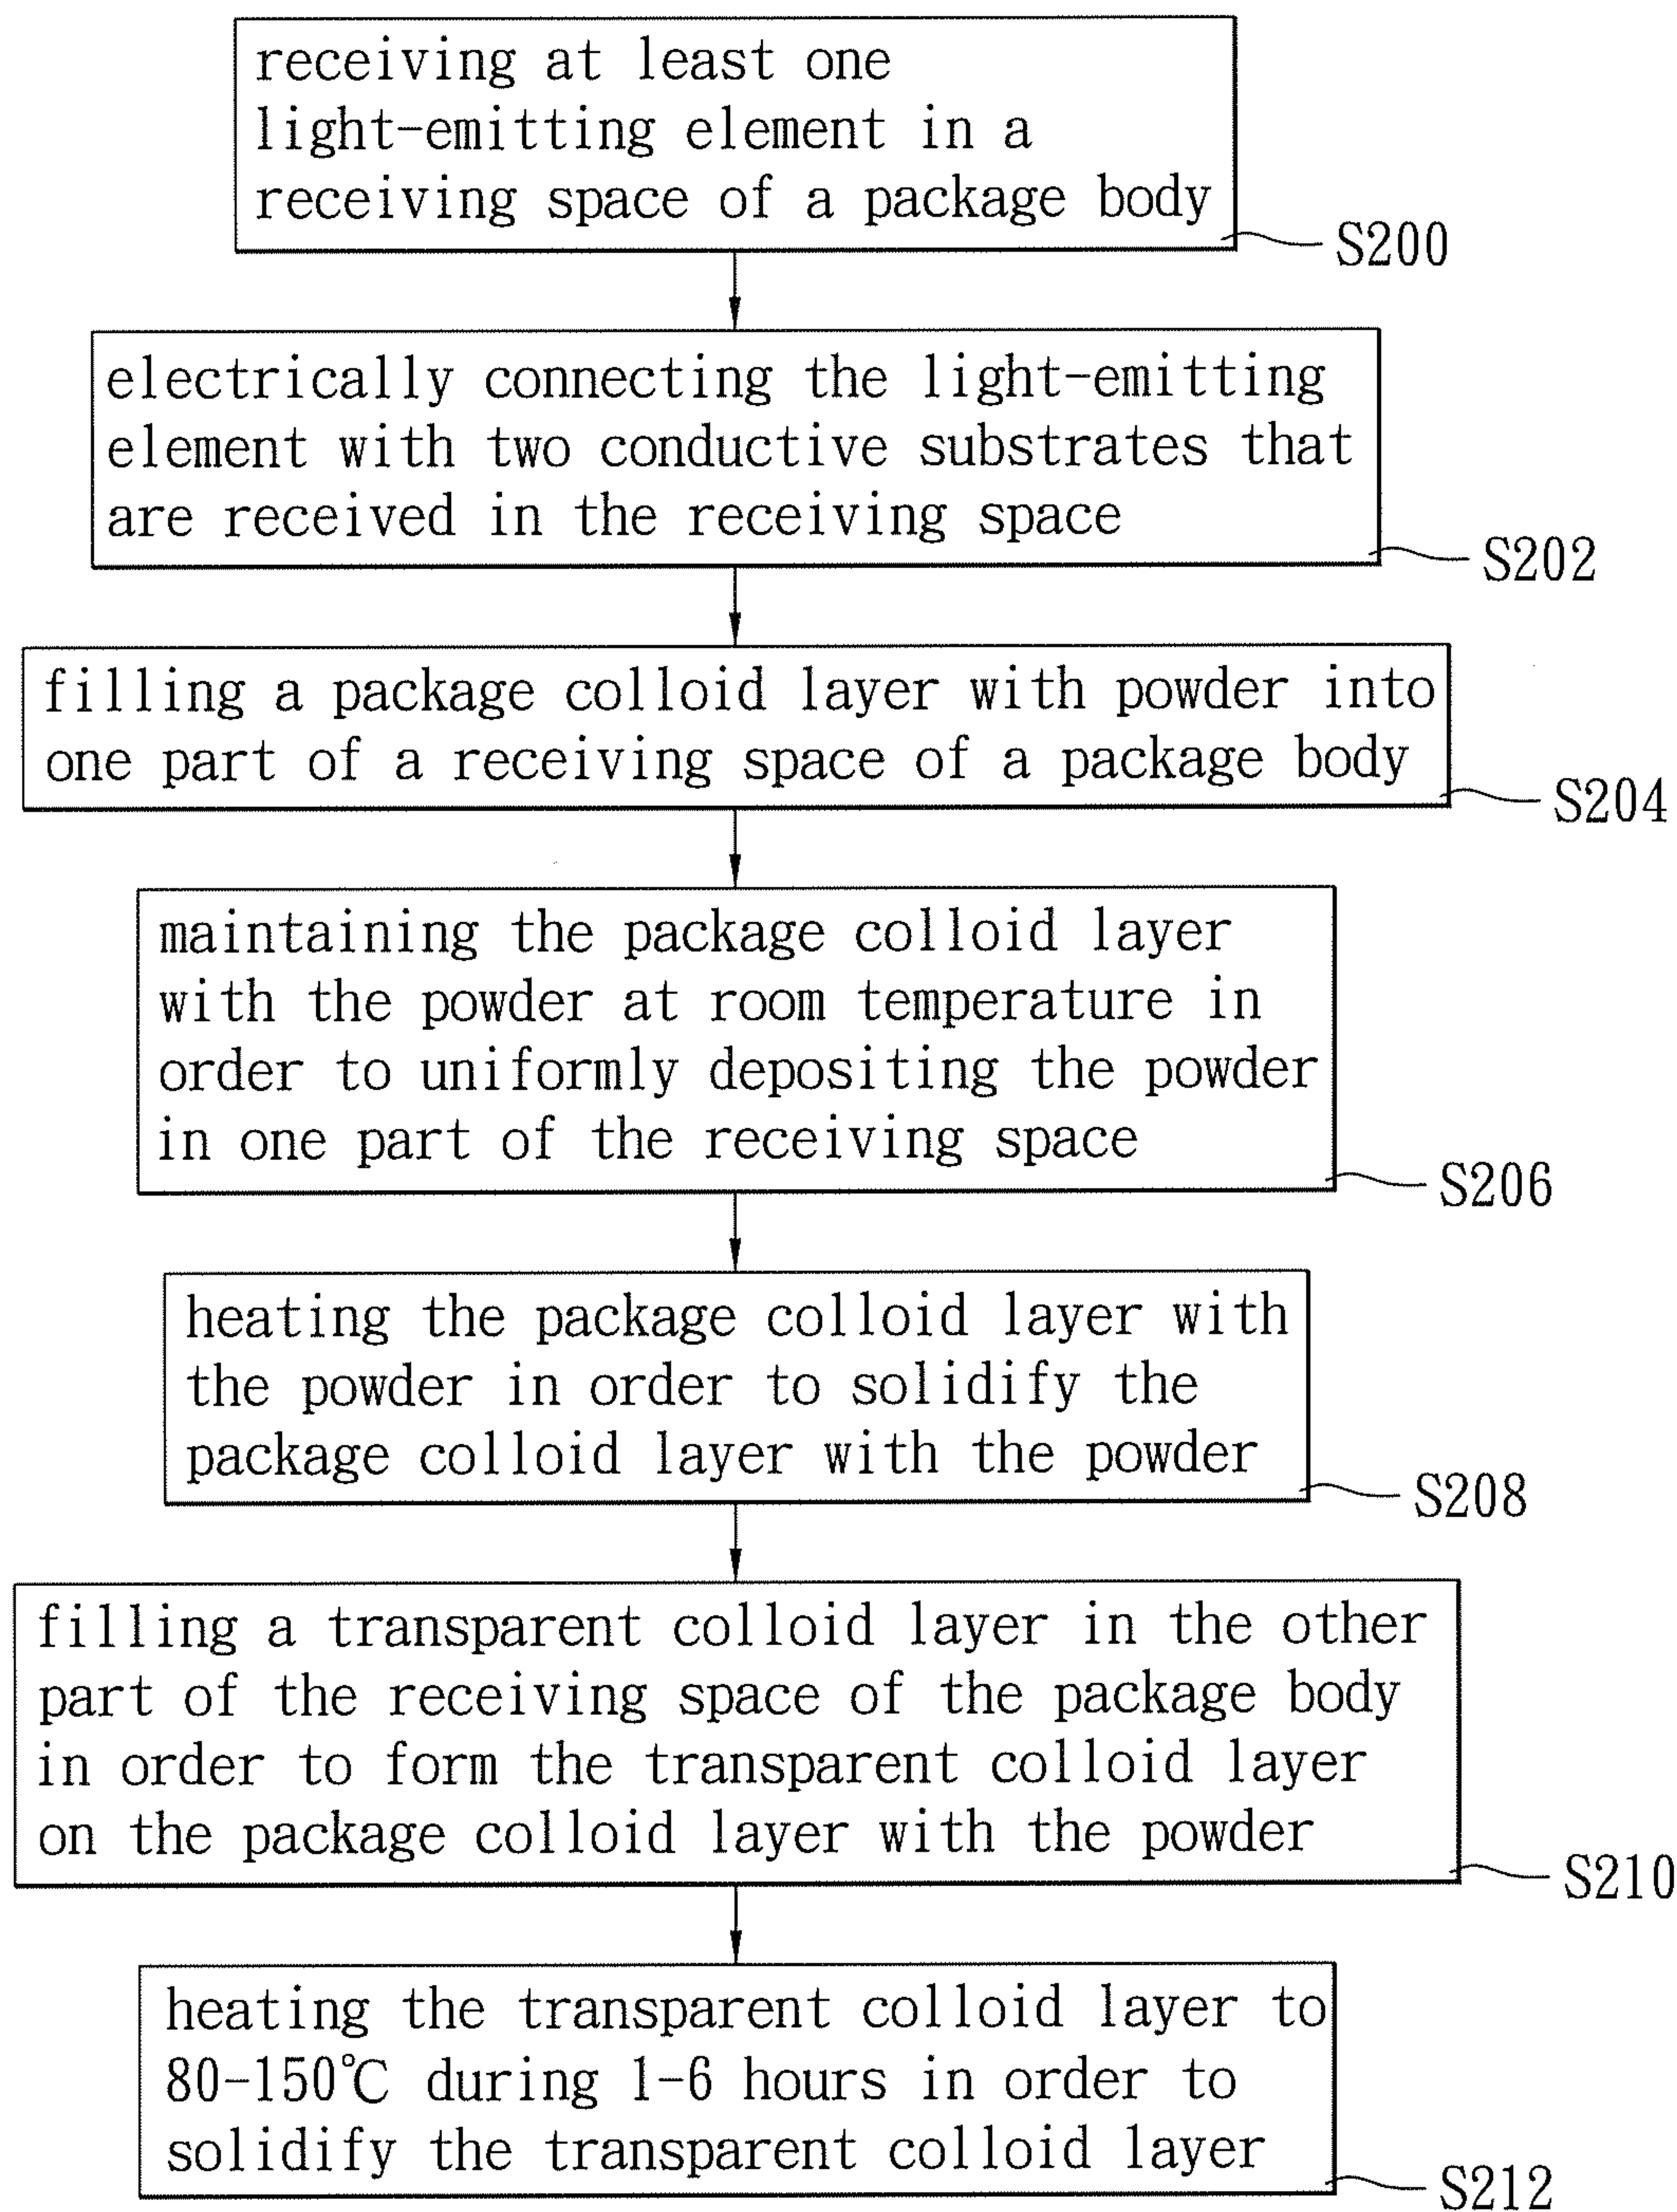 receiving at least one
light-emitting element in a
receiving space of a package body
S200
electrically connecting the light-emitting
element with two conductive substrates that
are received in the receiving space
S202
filling a package colloid layer with powder into
one part of a receiving space of a package body
S204
maintaining the package colloid layer
with the powder at room temperature in
order to uniformly depositing the powder
in one part of the receiving space
S206
heating the package colloid layer with
the powder in order to solidify the
package colloid layer with the powder
S208
filling a transparent colloid layer in the other
part of the receiving space of the package body
in order to form the transparent colloid layer
on the package colloid layer with the powder
S210
heating the transparent colloid layer to
80-150℃ during 1-6 hours in order to
solidify the transparent colloid layer
S212